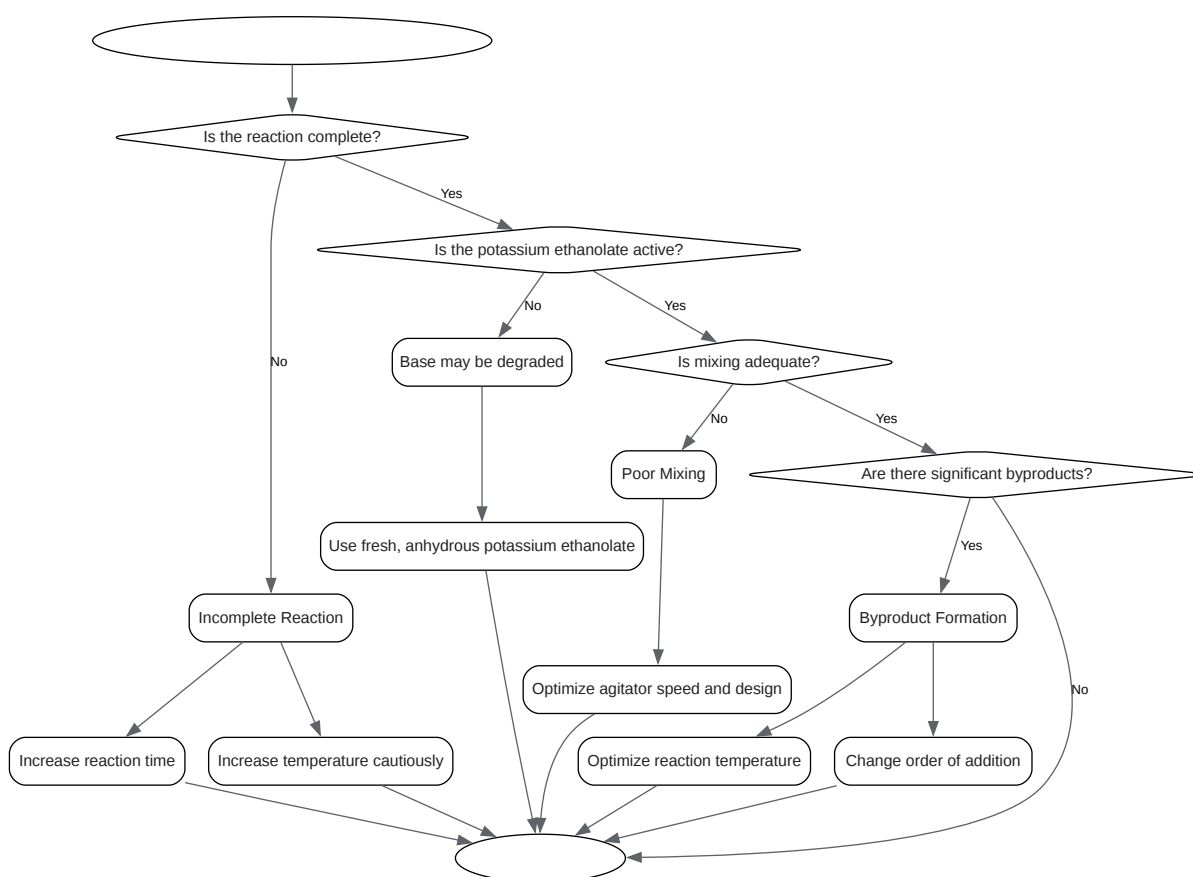 Is the reaction complete?
Yes
Is the potassium ethanolate active?
No
Yes
No
Base may be degraded
Is mixing adequate?
No
Yes
Poor Mixing
Are there significant byproducts?
Use fresh, anhydrous potassium ethanolate
Yes
Incomplete Reaction
Byproduct Formation
Optimize agitator speed and design
No
Increase reaction time
Increase temperature cautiously
Optimize reaction temperature
Change order of addition